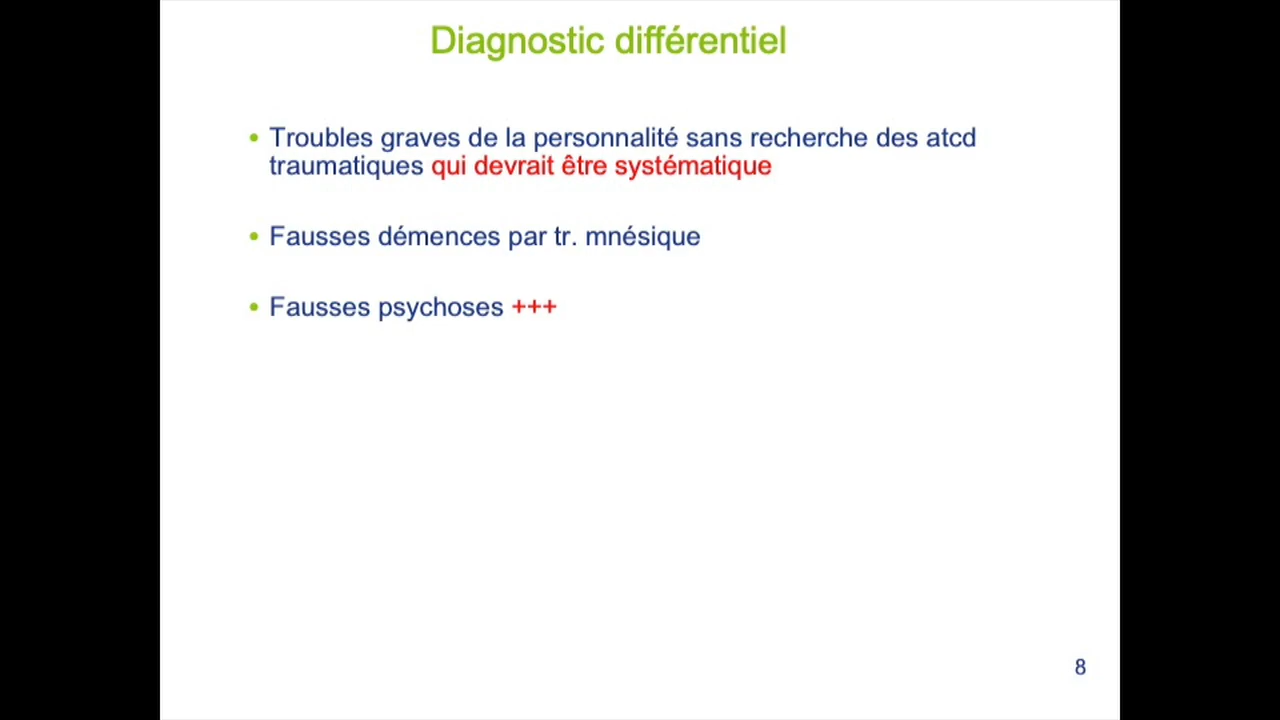 Diagnostic différentiel
• Troubles graves de la personnalité sans recherche des atcd
traumatiques qui devrait être systématique
• Fausses démences par tr. mnésique
• Fausses psychoses +++
8